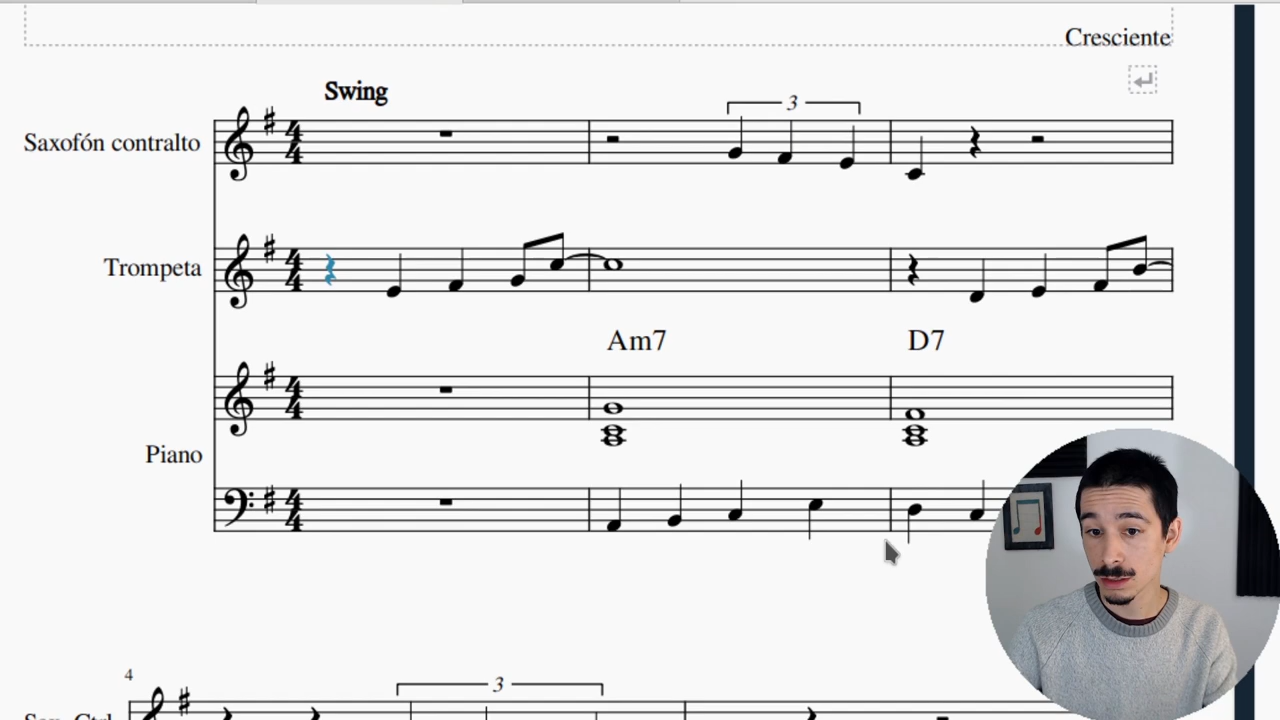 Cresciente
Swing
3
Saxofón contralto
Trompeta
Am7 D7
Piano
4
3